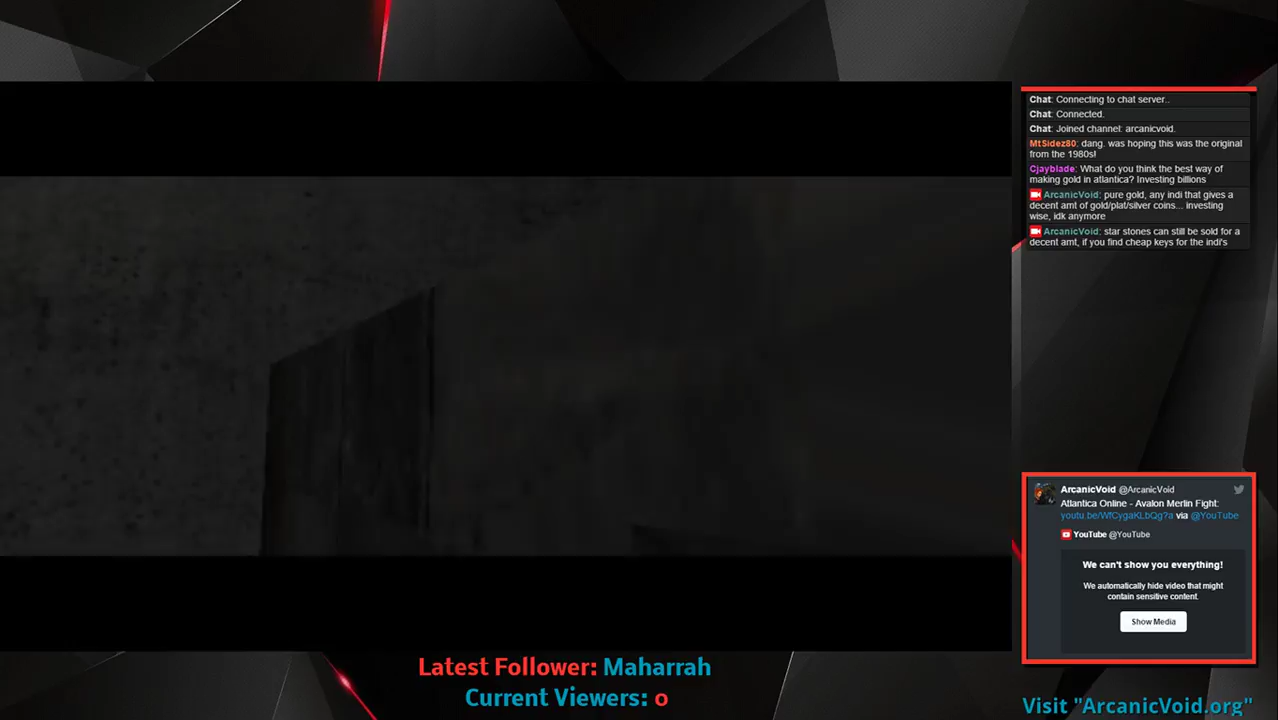 Chat: Connecting to chat server..
Chat: Connected.
Chat: Joined channel: arcanicvoid.
MtSidez80: dang. was hoping this was the original
from the 1980s!
Cjayblade: What do you think the best way of
making gold in atlantica? Investing billions
ArcanicVoid: pure gold, any indi that gives a
decent amt of gold/plat/silver coins... investing
wise, idk anymore
ArcanicVoid: star stones can still be sold for a
decent amt, if you find cheap keys for the indi's
ArcanicVoid @ArcanicVoid
Atlantica Online - Avalon Merlin Fight:
youtu.be/WfCygaKLbQg?a via @YouTube
YouTube @YouTube
We can't show you everything!
We automatically hide video that might
contain sensitive content.
Show Media
Latest Follower: Maharrah
Current Viewers: 0
Visit "ArcanicVoid.org"